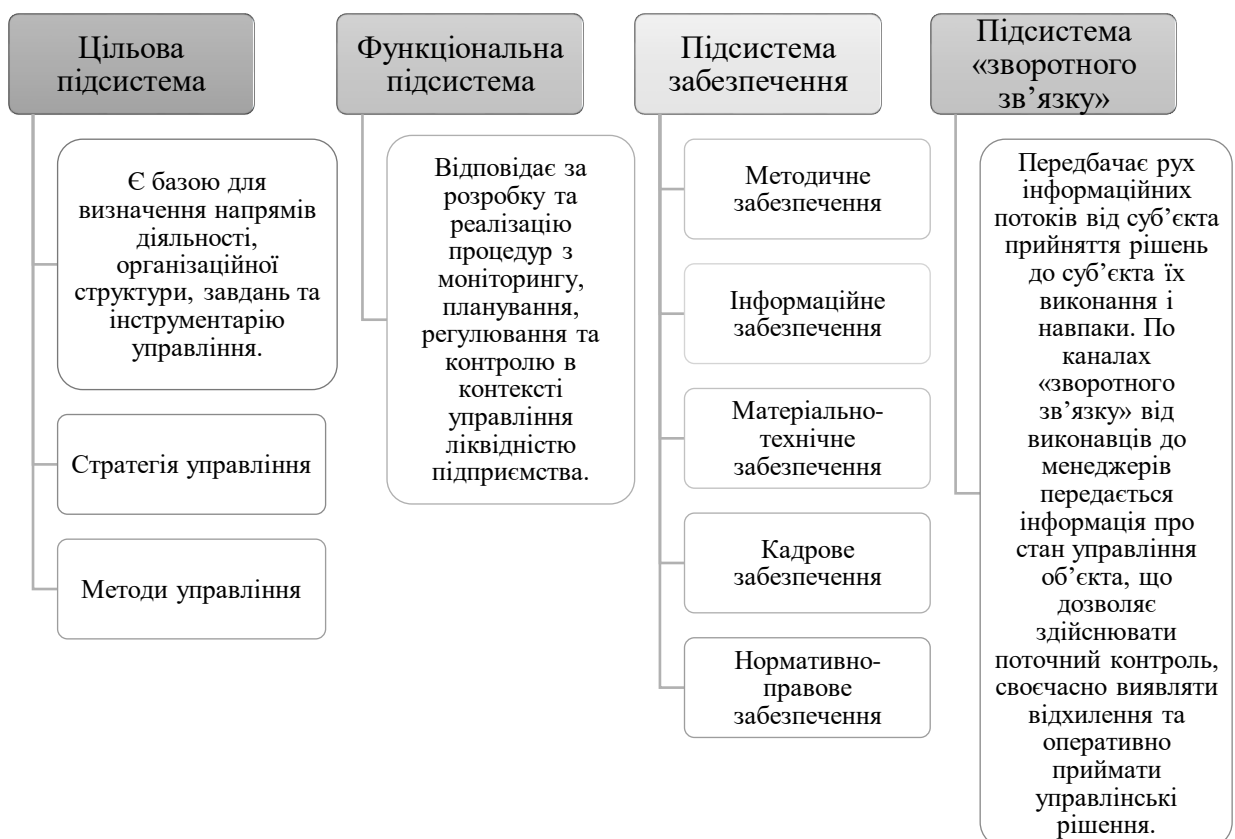 Цільова
підсистема
Є базою для
визначення напрямів
діяльності,
організаційної
структури, завдань та
інструментарію
управління.
Стратегія управління
Методи управління
Функціональна
підсистема
Відповідає за
розробку та
реалізацію
процедур з
моніторингу,
планування,
регулювання та
контролю в
контексті
управління
ліквідністю
підприємства.
Підсистема
забезпечення
Методичне
забезпечення
Інформаційне
забезпечення
Матеріально-
технічне
забезпечення
Кадрове
забезпечення
Нормативно-
правове
забезпечення
Підсистема
«зворотного
зв’язку»
Передбачає рух
інформаційних
потоків від суб’єкта
прийняття рішень
до суб’єкта їх
виконання і
навпаки. По
каналах
«зворотного
зв’язку» від
виконавців до
менеджерів
передається
інформація про
стан управління
об’єкта, що
дозволяє
здійснювати
поточний контроль,
своєчасно виявляти
відхилення та
оперативно
приймати
управлінські
рішення.